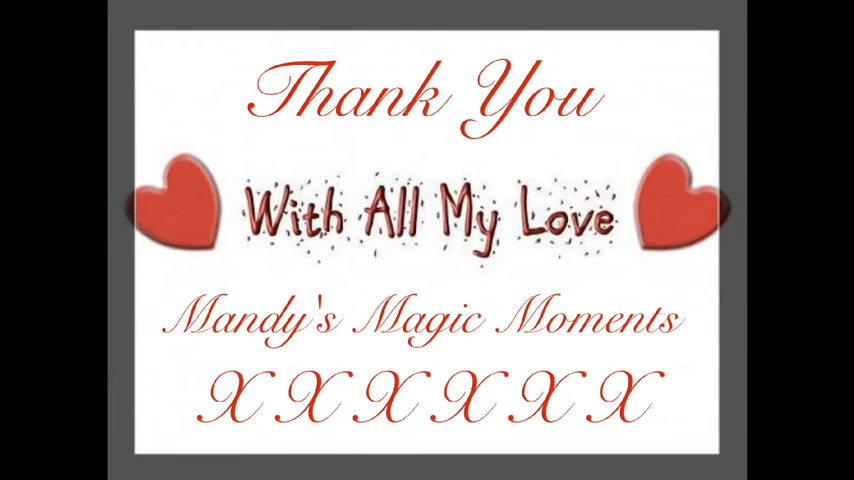 Thank You
With All My Love
Mandy's Magic Moments
X X X X X X